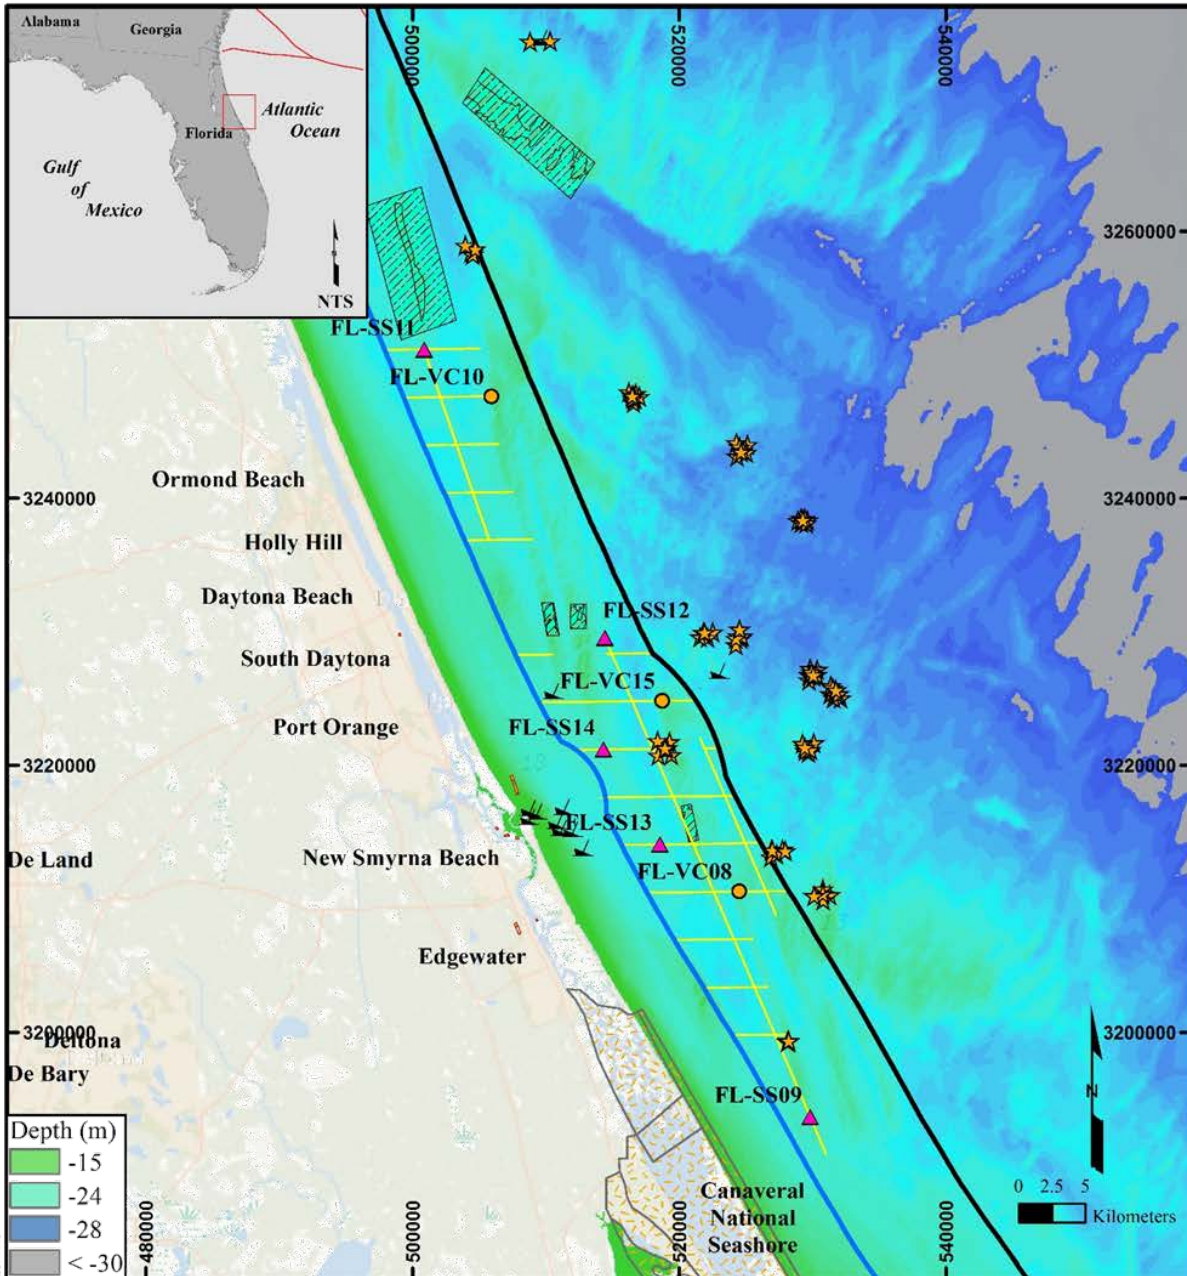 Alabama
Georgia
Florida
Atlantic
Ocean
Gulf
of
Mexico
NTS
500000
520000
540000
3260000
FL-SS11
FL-VC10
Ormond Beach
3240000
3240000
Holly Hill
Daytona Beach
FL-SS12
South Daytona
FL-VC15
Port Orange
FL-SS14
3220000
3220000
FL-SS13
New Smyrna Beach
De Land
FL-VC08
Edgewater
3200000
3200000
Deltona
De Bary
FL-SS09
N
Depth (m)
-15
-24
-28
< -30
Canaveral
National
Seashore
0 2.5 5
Kilometers
480000
500000
520000
540000